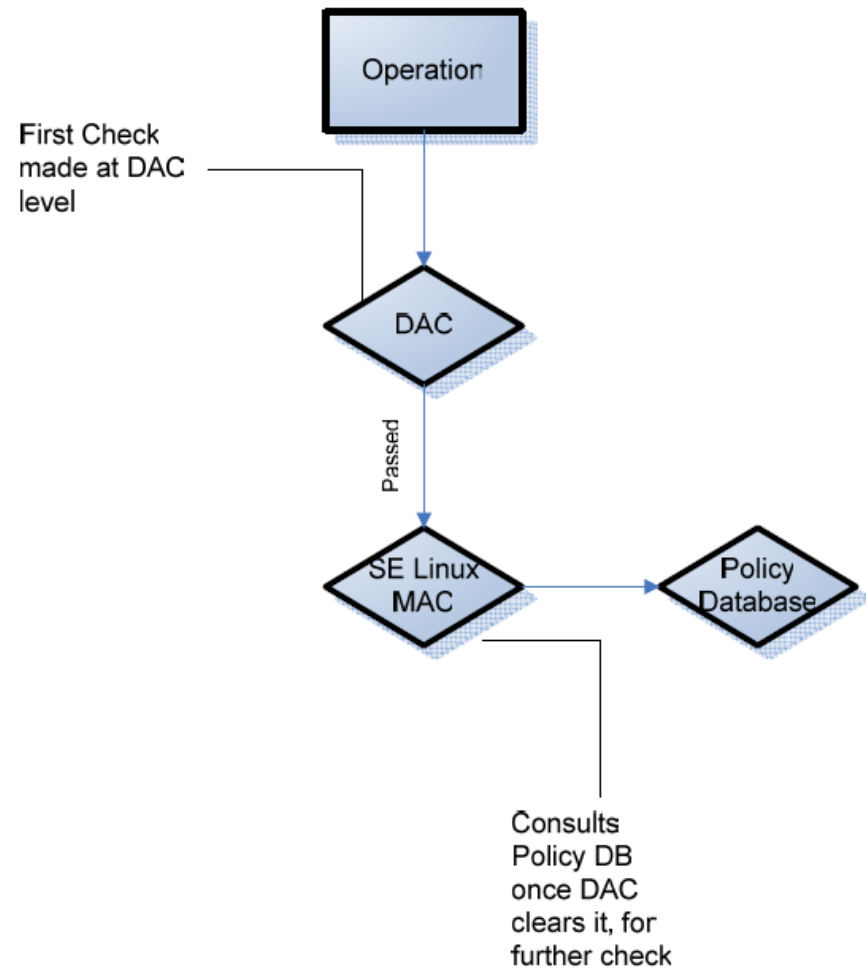 Operation
First Check
made at DAC
level
DAC
Passed
SE Linux
MAC
Policy
Database
Consults
Policy DB
once DAC
clears it, for
further check